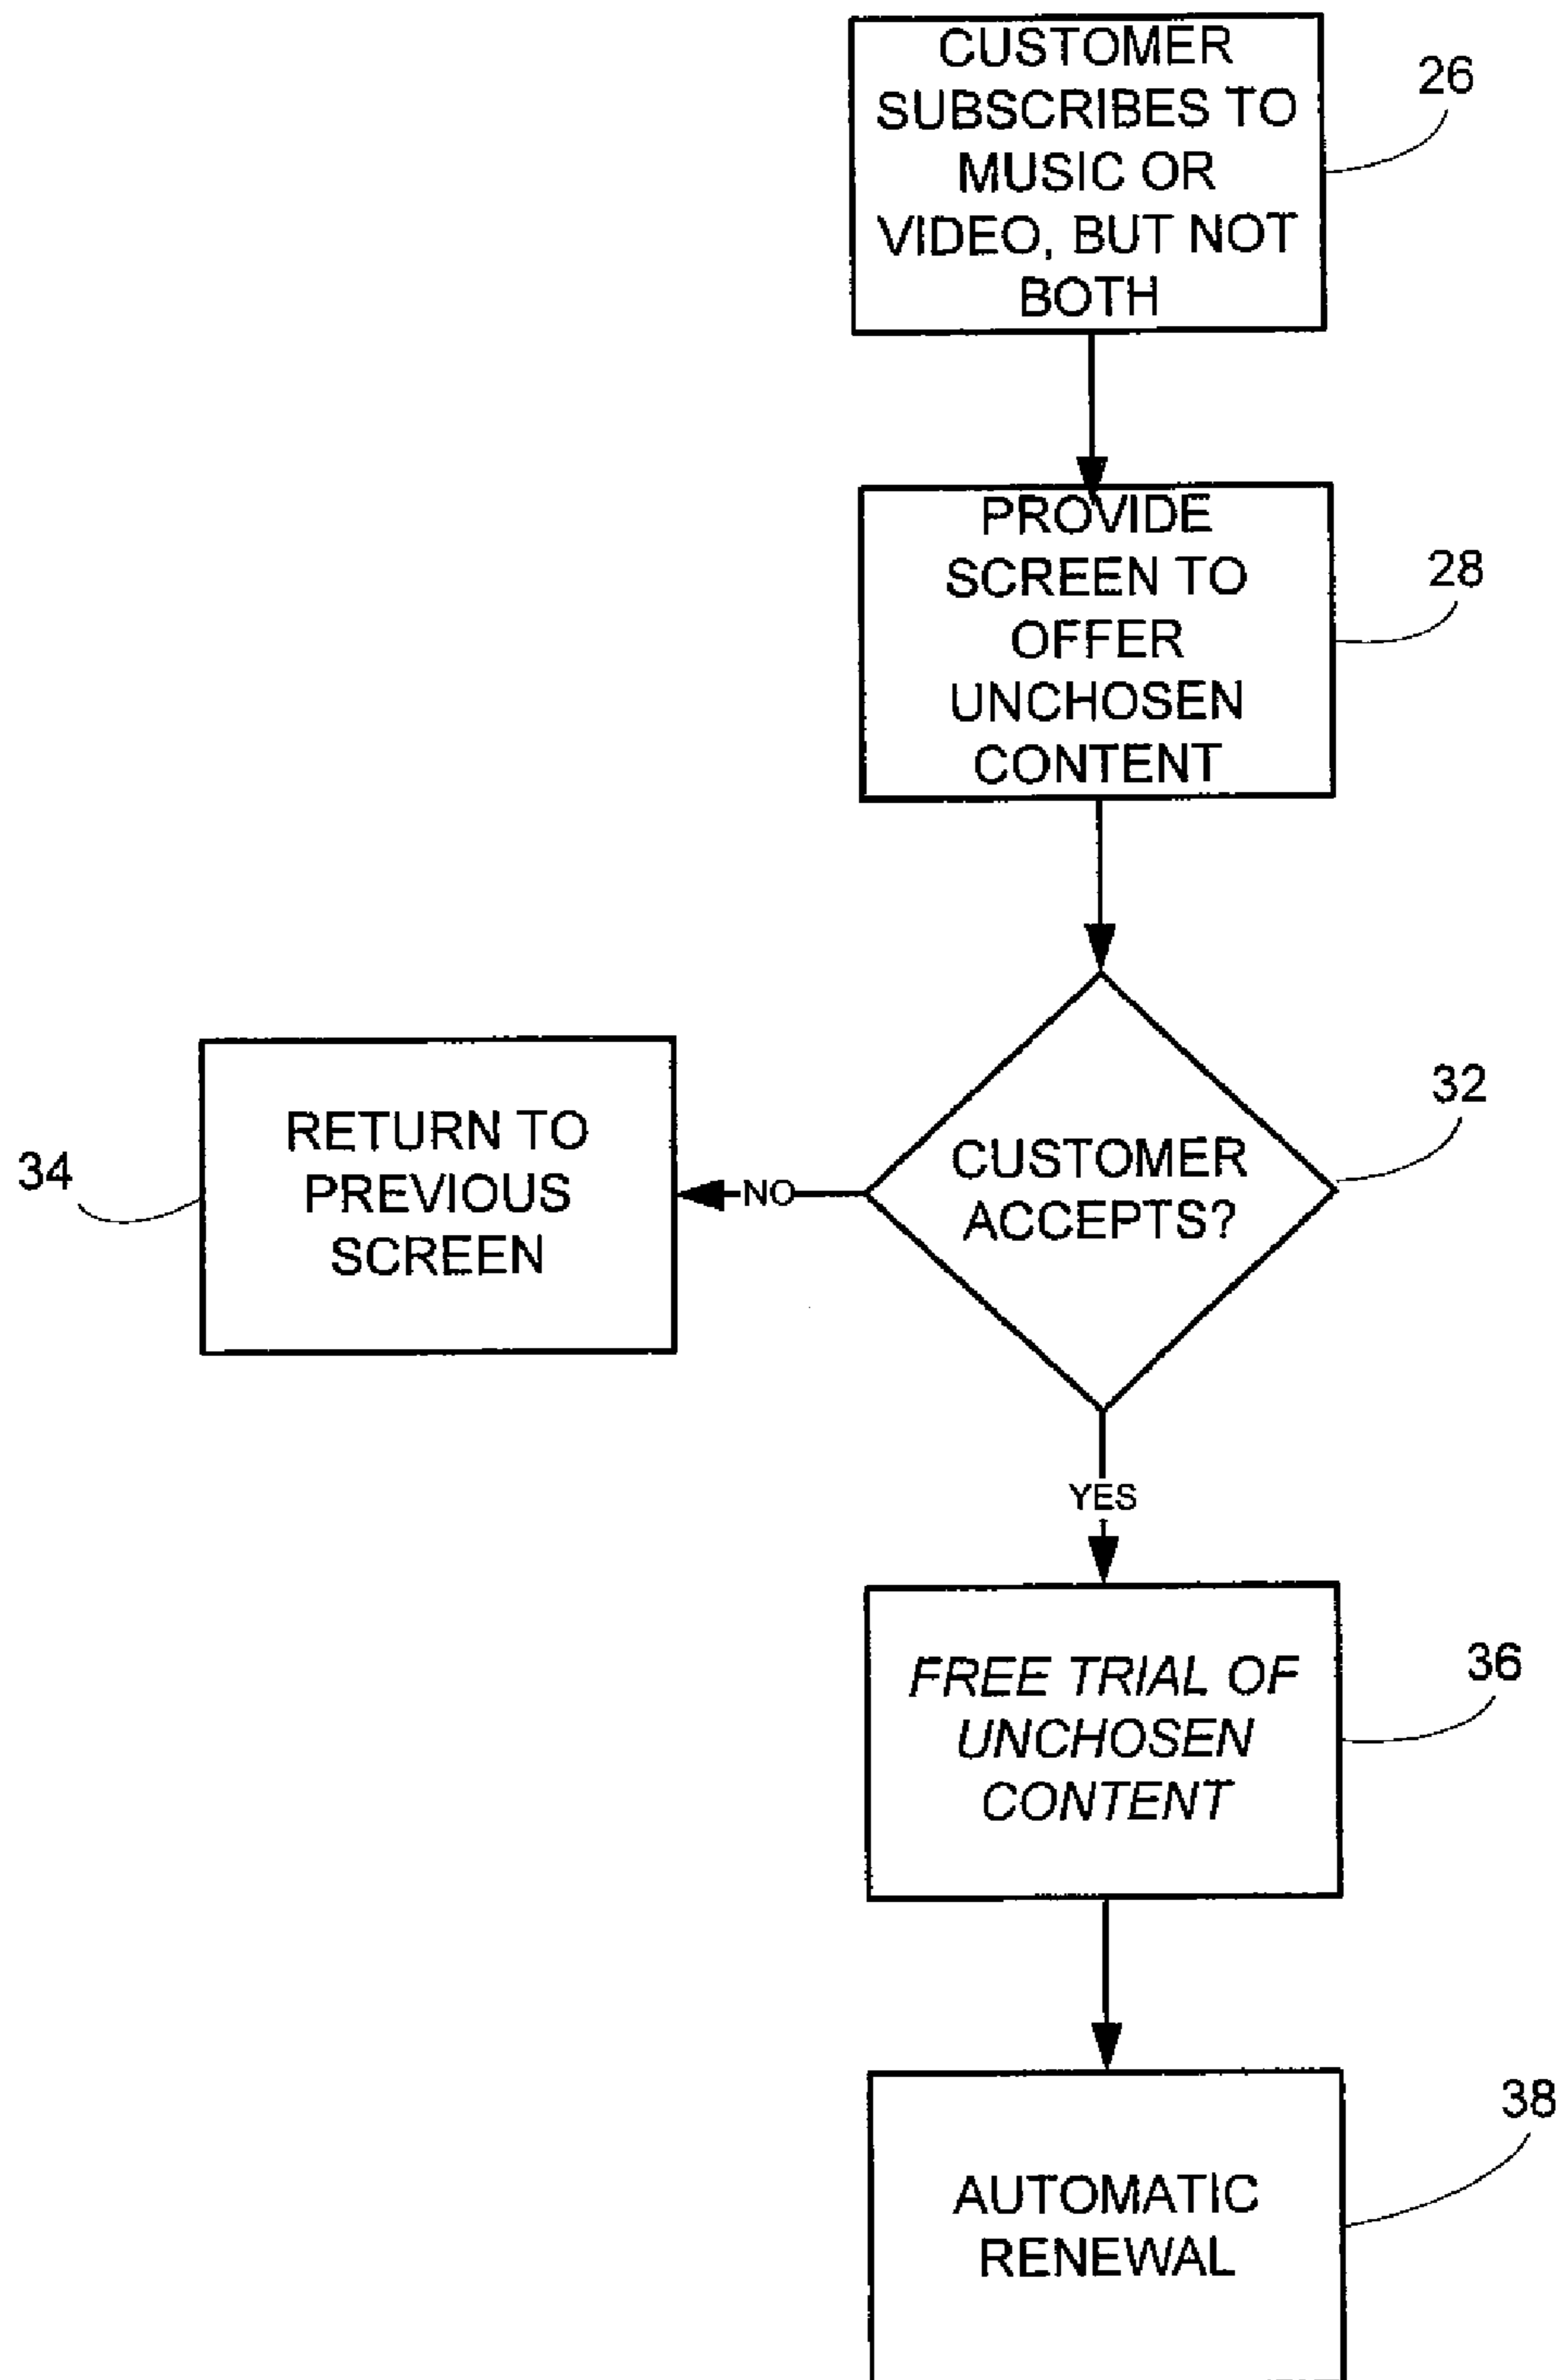 CUSTOMER
SUBSCRIBES TO
MUSIC OR
VIDEO, BUT NOT
BOTH
26
PROVIDE
SCREEN TO
OFFER
UNCHOSEN
CONTENT
28
CUSTOMER
ACCEPTS?
32
NO
RETURN TO
PREVIOUS
SCREEN
34
YES
FREE TRIAL OF
UNCHOSEN
CONTENT
36
AUTOMATIC
RENEWAL
38